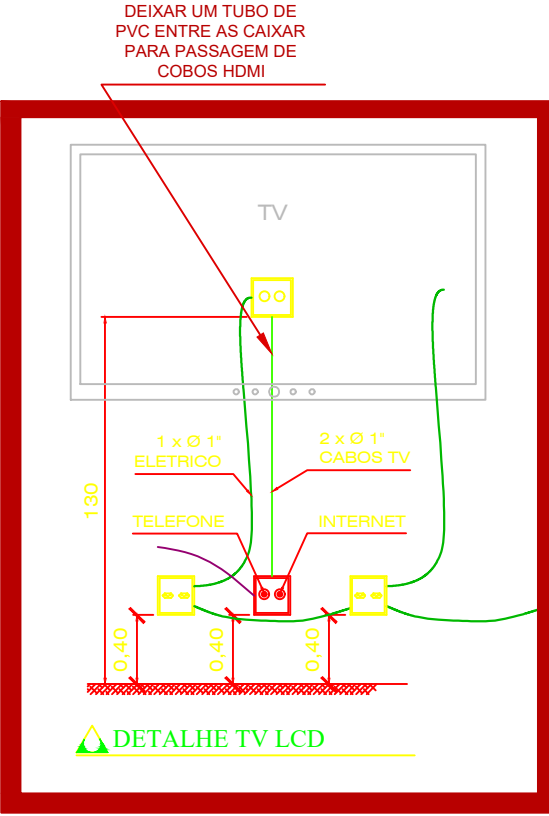 DEIXAR UM TUBO DE
PVC ENTRE AS CAIXAR
PARA PASSAGEM DE
COBOS HDMI
TV
1 x Ø 1"
ELETRICO
2 x Ø 1"
CABOS TV
130
TELEFONE
INTERNET
0,40
0,40
0,40
DETALHE TV LCD